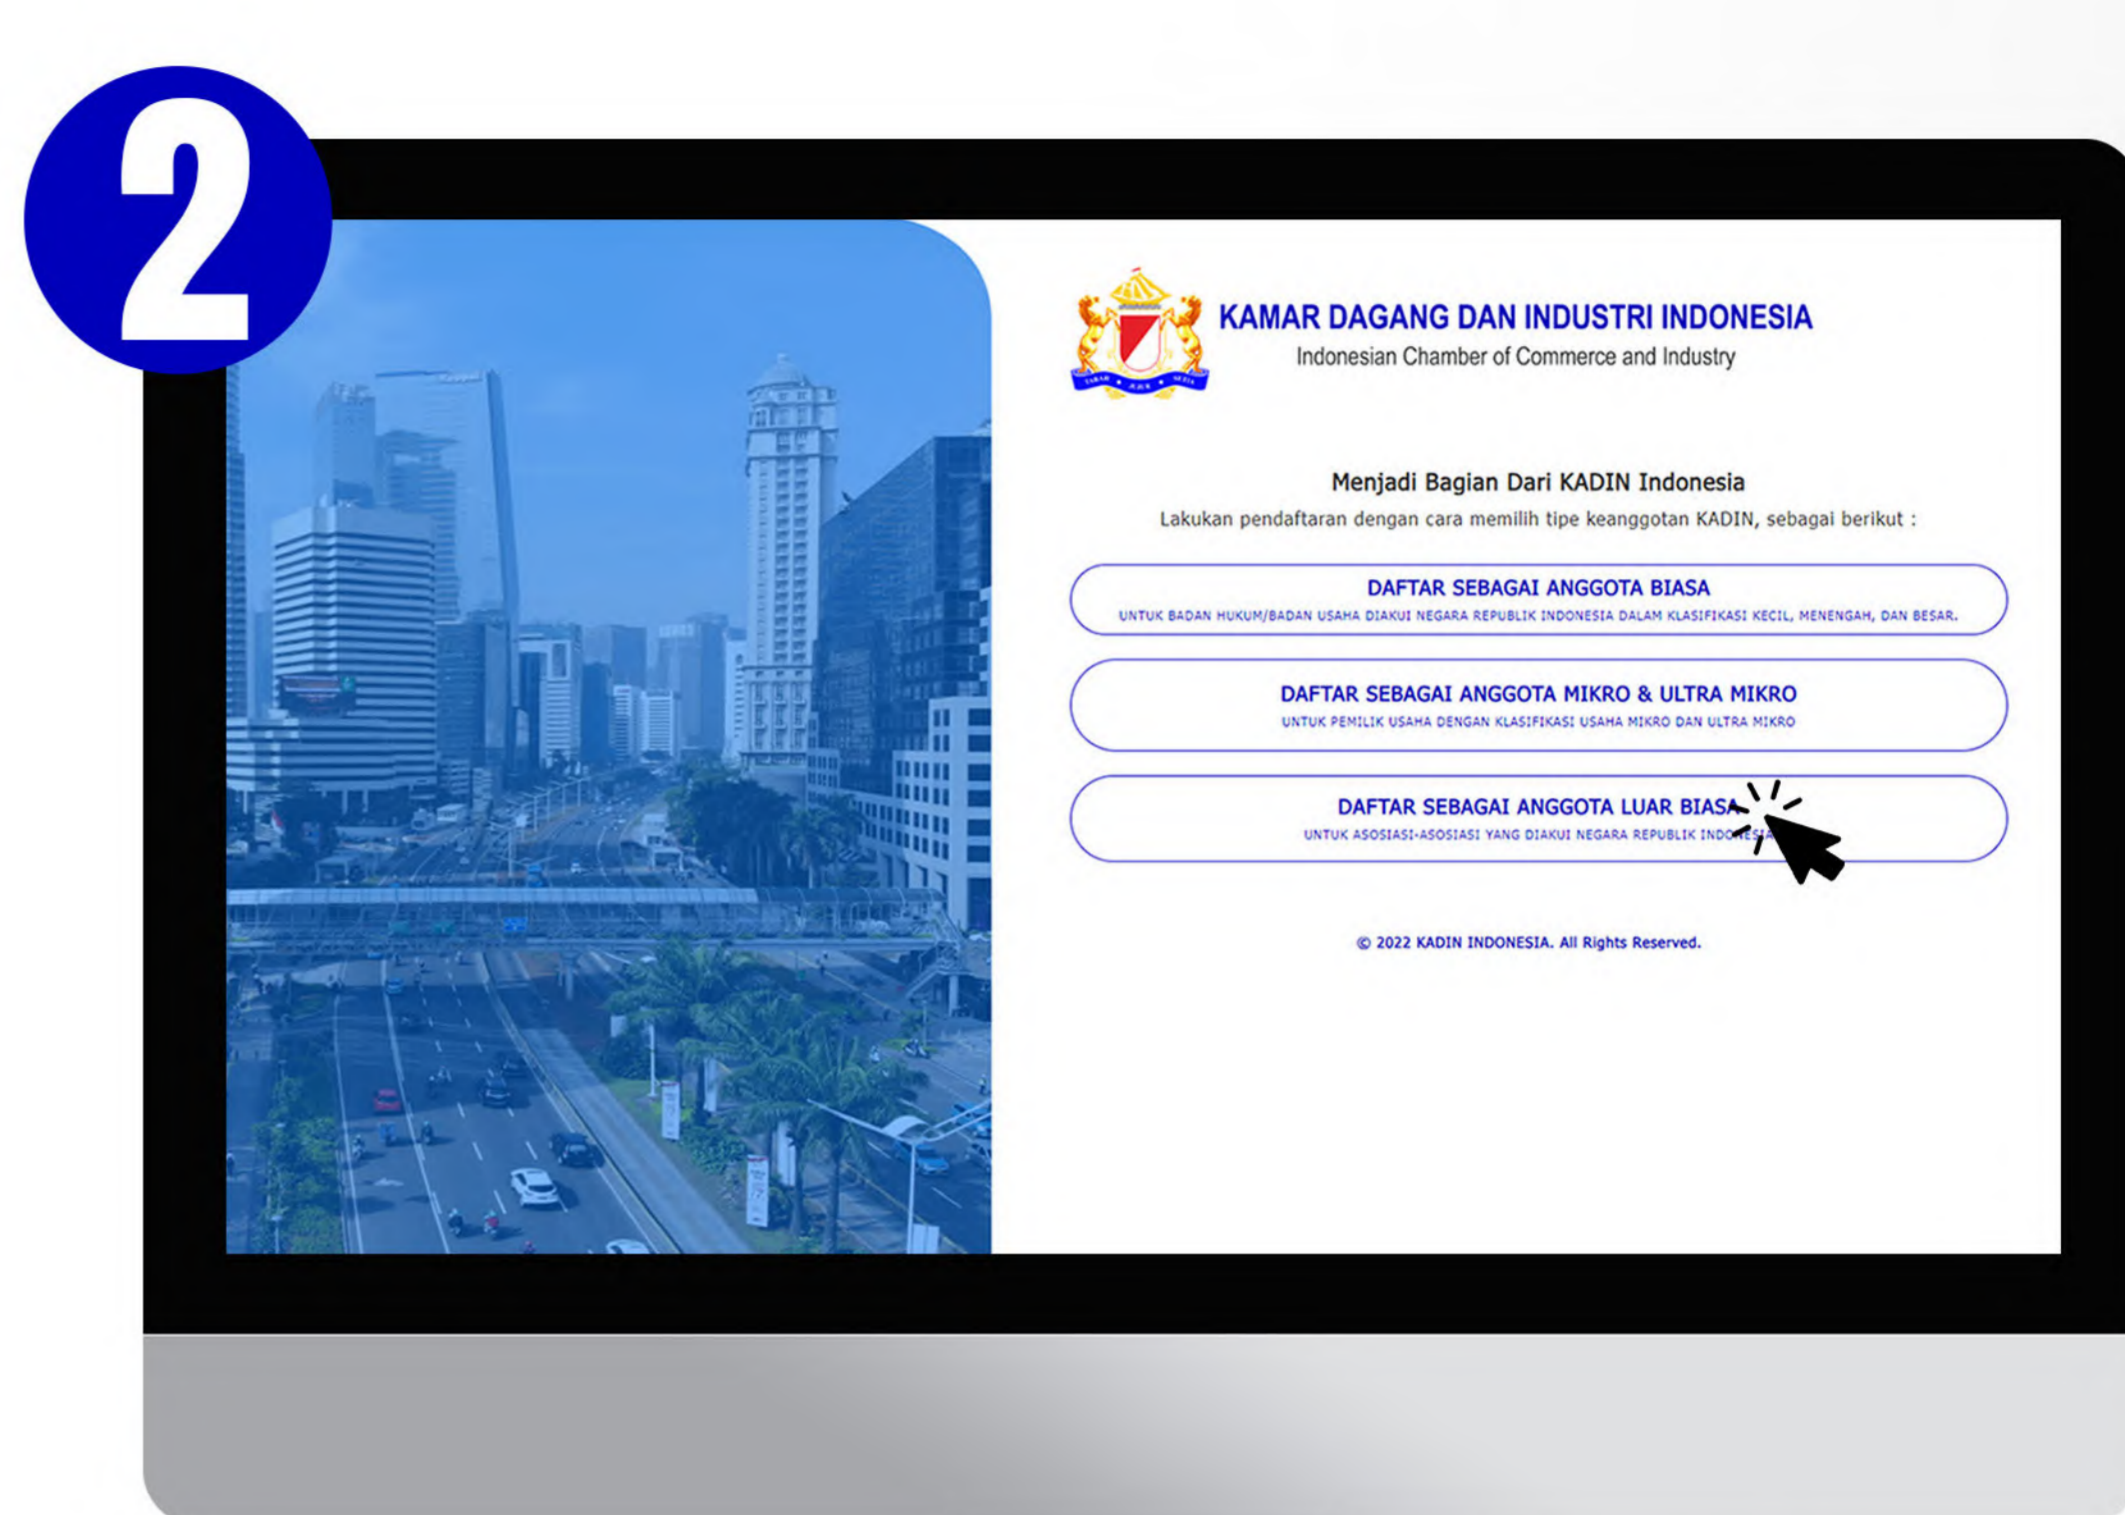 2
KAMAR DAGANG DAN INDUSTRI INDONESIA
Indonesian Chamber of Commerce and Industry
Menjadi Bagian Dari KADIN Indonesia
Lakukan pendaftaran dengan cara memilih tipe keanggotan KADIN, sebagai berikut :
DAFTAR SEBAGAI ANGGOTA BIASA
UNTUK BADAN HUKUM/BADAN USAHA DIAKUI NEGARA REPUBLIK INDONESIA DALAM KLASIFIKASI KECIL, MENENGAH, DAN BESAR.
DAFTAR SEBAGAI ANGGOTA MIKRO & ULTRA MIKRO
UNTUK PEMILIK USAHA DENGAN KLASIFIKASI USAHA MIKRO DAN ULTRA MIKRO
DAFTAR SEBAGAI ANGGOTA LUAR BIASA
UNTUK ASOSIASI-ASOSIASI YANG DIAKUI NEGARA REPUBLIK INDONESIA
© 2022 KADIN INDONESIA. All Rights Reserved.